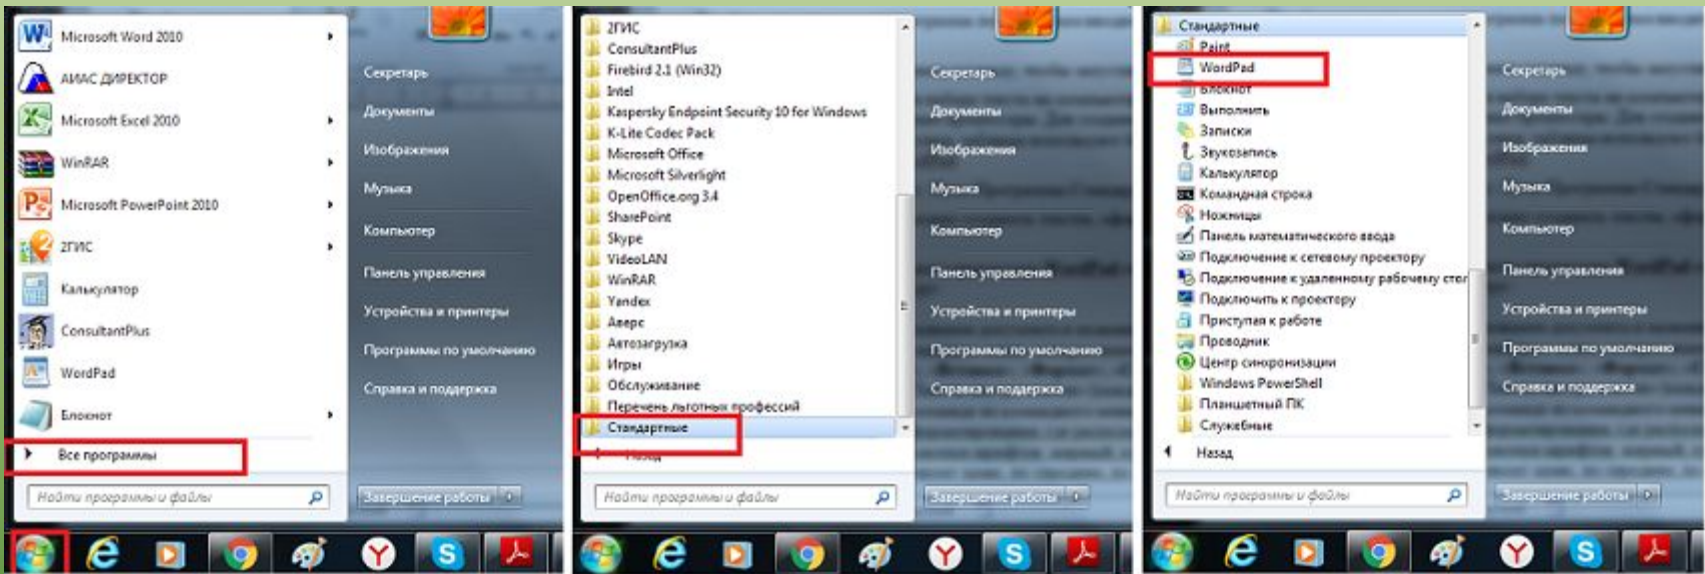 Microsoft Word 2010
АИАС ДИРЕКТОР
Microsoft Excel 2010
WinRAR
Microsoft PowerPoint 2010
2ГИС
Калькулятор
ConsultantPlus
WordPad
Блокнот
Все программы
Найти программы и файлы
Секретарь
Документы
Изображения
Музыка
Компьютер
Панель управления
Устройства и принтеры
Программы по умолчанию
Справка и поддержка
Завершение работы
2ГИС
ConsultantPlus
Firebird 2.1 (Win32)
Intel
Kaspersky Endpoint Security 10 for Windows
K-Lite Codec Pack
Microsoft Office
Microsoft Silverlight
OpenOffice.org 3.4
SharePoint
Skype
VideoLAN
WinRAR
Yandex
Аверс
Автозагрузка
Игры
Обслуживание
Перечень льготных профессий
Стандартные
Назад
Найти программы и файлы
Секретарь
Документы
Изображения
Музыка
Компьютер
Панель управления
Устройства и принтеры
Программы по умолчанию
Справка и поддержка
Завершение работы
Стандартные
Paint
WordPad
Блокнот
Выполнить
Записки
Звукозапись
Калькулятор
Командная строка
Ножницы
Панель математического ввода
Подключение к сетевому проектору
Подключение к удаленному рабочему стол
Подключить к проектору
Приступая к работе
Проводник
Центр синхронизации
Windows PowerShell
Планшетный ПК
Служебные
Назад
Найти программы и файлы
Секретарь
Документы
Изображения
Музыка
Компьютер
Панель управления
Устройства и принтеры
Программы по умолчанию
Справка и поддержка
Завершение работы